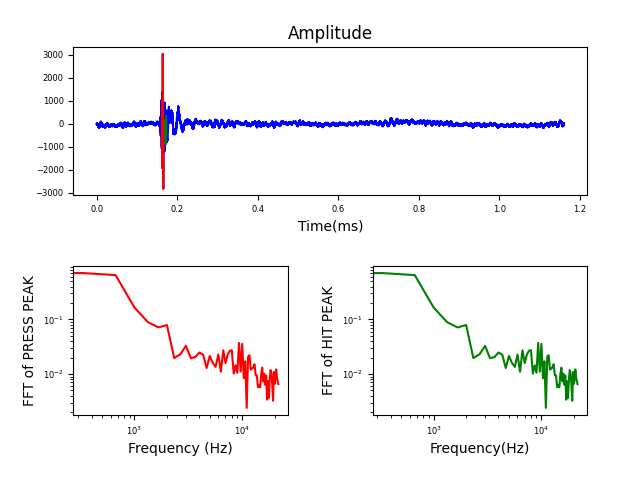 Amplitude
3000
2000
1000
0
−1000
−2000
−3000
0.0 0.2 0.4 0.6 0.8 1.0 1.2
Time(ms)
FFT of PRESS PEAK
10⁻¹
10⁻²
10³ 10⁴
Frequency (Hz)
FFT of HIT PEAK
10⁻¹
10⁻²
10³ 10⁴
Frequency(Hz)